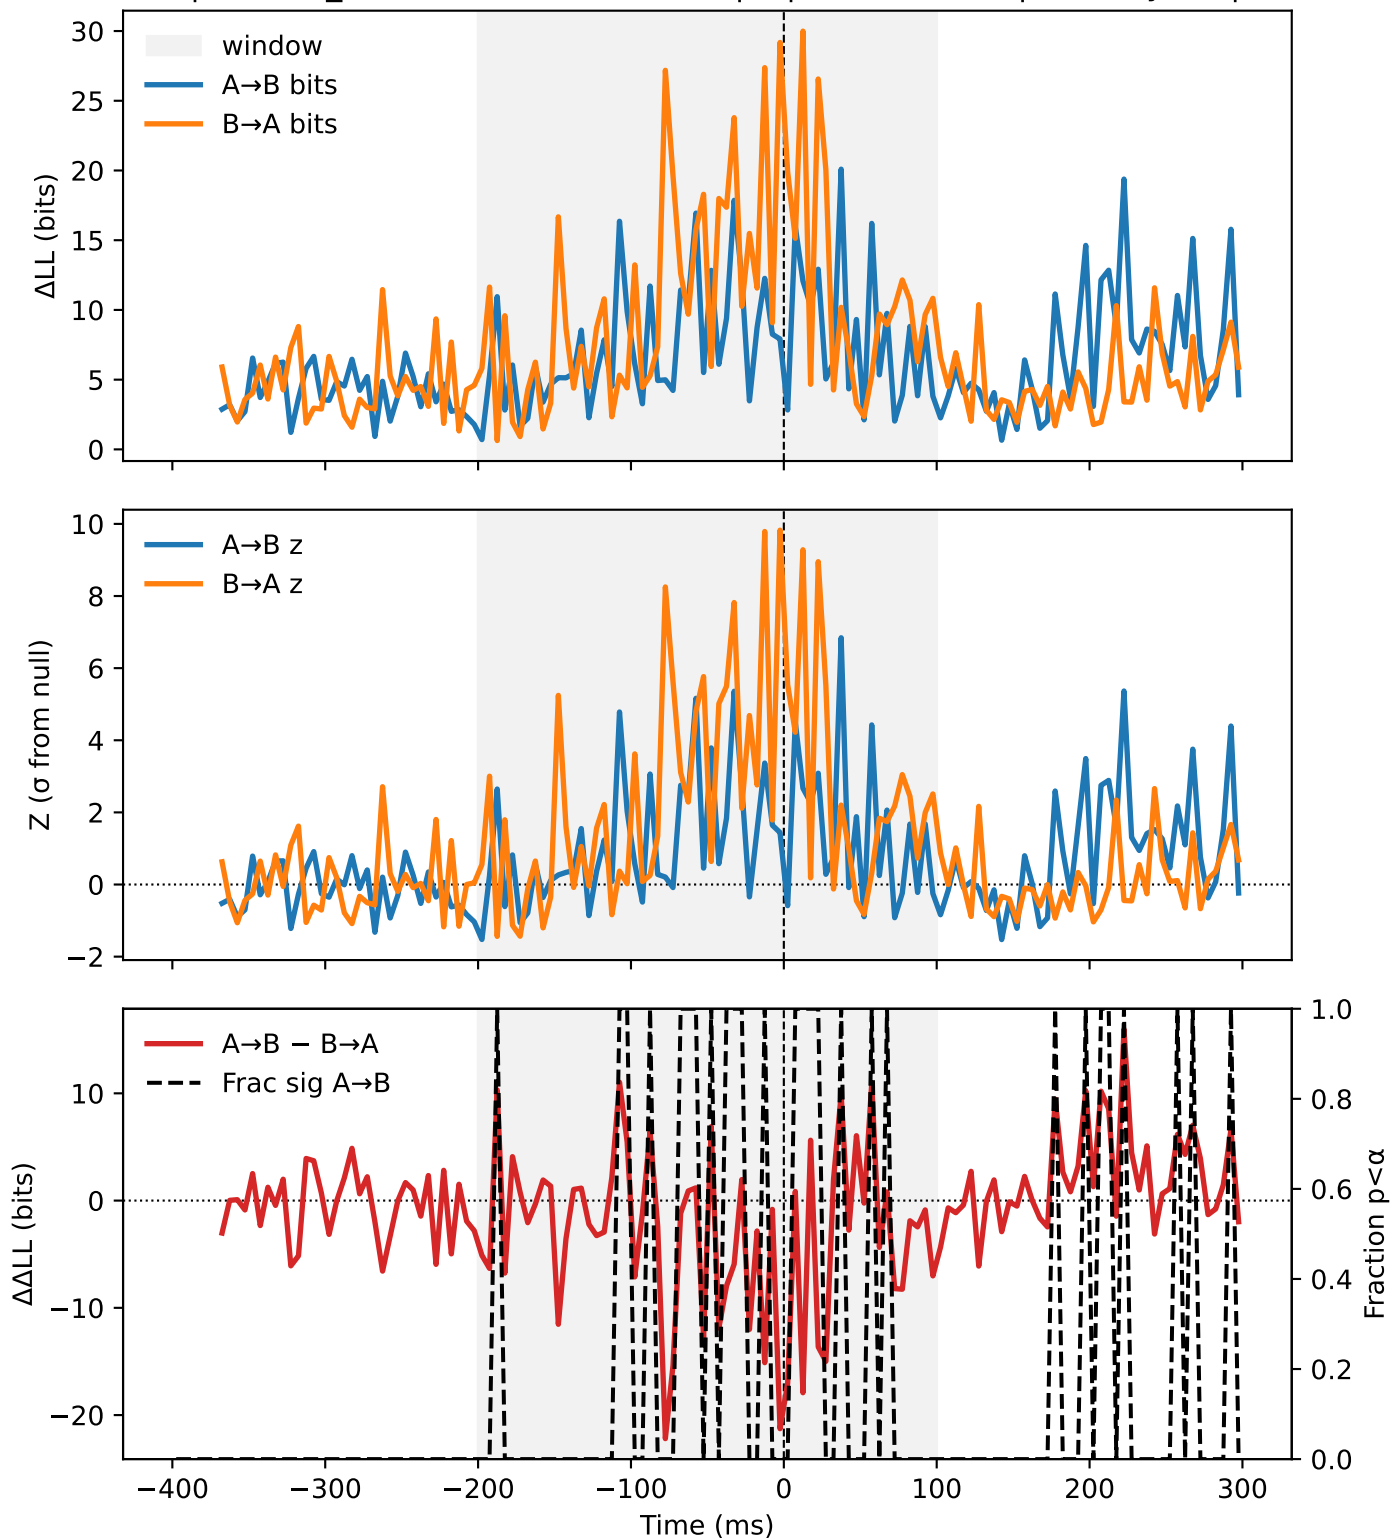 window
A→B bits
B→A bits
ΔLL (bits)
30
25
20
15
10
5
0
A→B z
B→A z
Z (σ from null)
10
8
6
4
2
0
−2
A→B − B→A
Frac sig A→B
ΔΔLL (bits)
10
0
−10
−20
1.0
0.8
0.6
0.4
0.2
0.0
Fraction p<α
−400 −300 −200 −100 0 100 200 300
Time (ms)